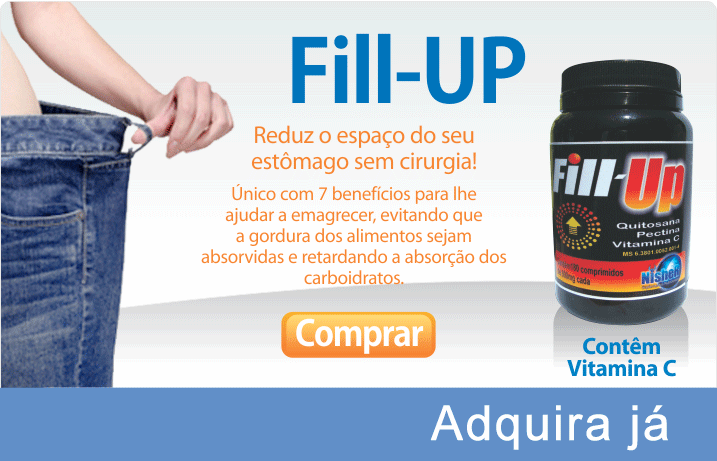 Fill-UP
Reduz o espaço do seu
estômago sem cirurgia!
Único com 7 benefícios para lhe
ajudar a emagrecer, evitando que
a gordura dos alimentos sejam
absorvidas e retardando a absorção dos
carboidratos.
Comprar
Fill-Up
Quitosana
Pectina
Vitamina C
comprimidos
cada
Contêm
Vitamina C
Adquira já